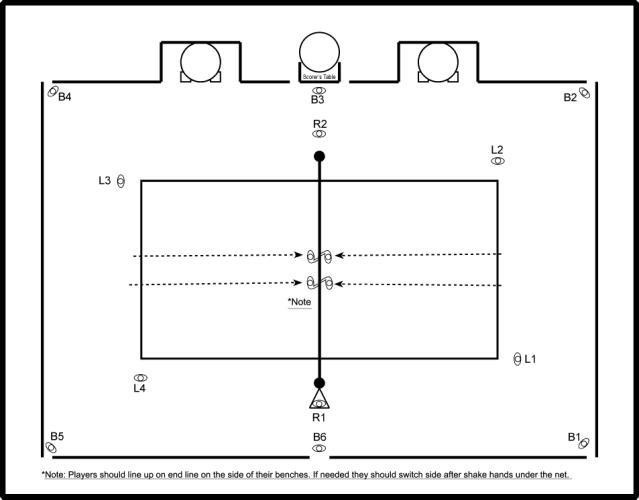 Scorer's Table
B4
B3
B2
R2
L2
L3
*Note
L1
L4
R1
B5
B6
B1
*Note: Players should line up on end line on the side of their benches. If needed they should switch side after shake hands under the net.